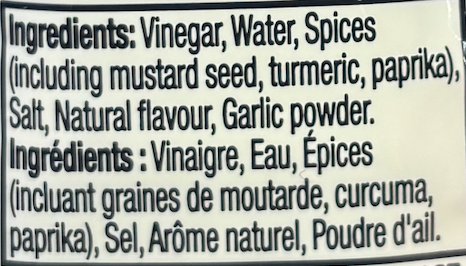 Ingredients: Vinegar, Water, Spices
(including mustard seed, turmeric, paprika),
Salt, Natural flavour, Garlic powder.
Ingrédients : Vinaigre, Eau, Épices
(incluant graines de moutarde, curcuma,
paprika), Sel, Arôme naturel, Poudre d'ail.